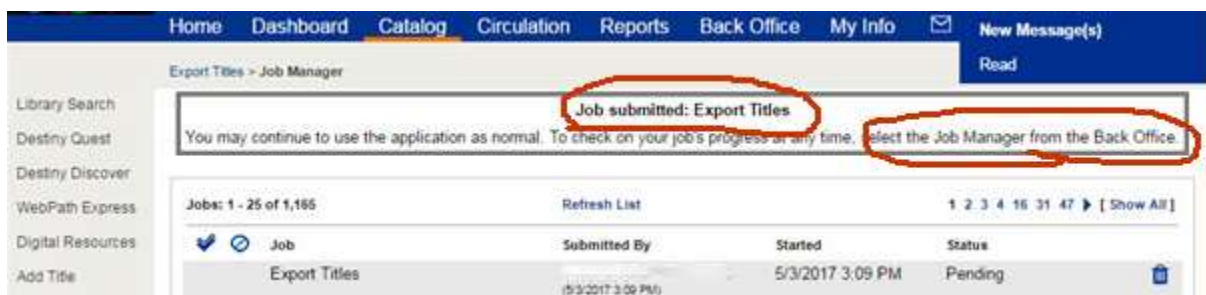 Home Dashboard Catalog Circulation Reports Back Office My Info New Message(s)
Read
Export Titles > Job Manager
Library Search
Destiny Quest
Destiny Discover
WebPath Express
Digital Resources
Add Title
Job submitted: Export Titles
You may continue to use the application as normal. To check on your job's progress at any time, select the Job Manager from the Back Office.
Jobs: 1 - 25 of 1,165 Refresh List 1 2 3 4 16 31 47 [ Show All ]
Job Submitted By Started Status
Export Titles 5/3/2017 3:09 PM Pending
(5/3/2017 3:09 PM)